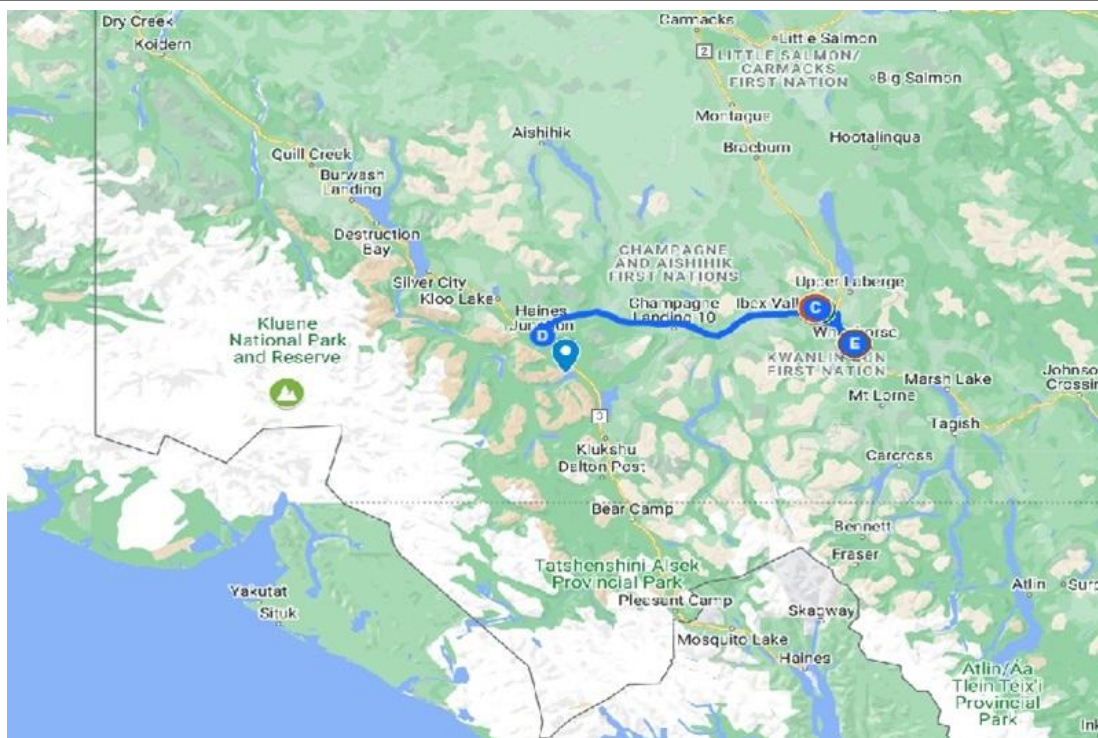 Dry Creek
Koidern
Carmacks
Little Salmon
2
LITTLE SALMON/
CARMACKS
FIRST NATION
Big Salmon
Montague
Hootalinqua
Braeburn
Aishihik
Quill Creek
Burwash
Landing
Destruction
Bay
CHAMPAGNE
AND AISHIHIK
FIRST NATIONS
Silver City
Kloo Lake
Upper Laberge
Haines
Champagne
Landing 10
Ibex Vall
C
D
E
KWANLIN
FIRST NATION
Kluane
National Park
and Reserve
Marsh Lake
Johnso
Crossin
Mt Lorne
Tagish
3
Klukshu
Dalton Post
Carcross
Bear Camp
Bennett
Fraser
Tatshenshini-Alsek
Provincial Park
Pleasant Camp
Yakutat
Situk
Skagway
Atlin
Sur
Mosquito Lake
Haines
Atlin/Áa
Tlein Téix'i
Provincial
Park
Ink